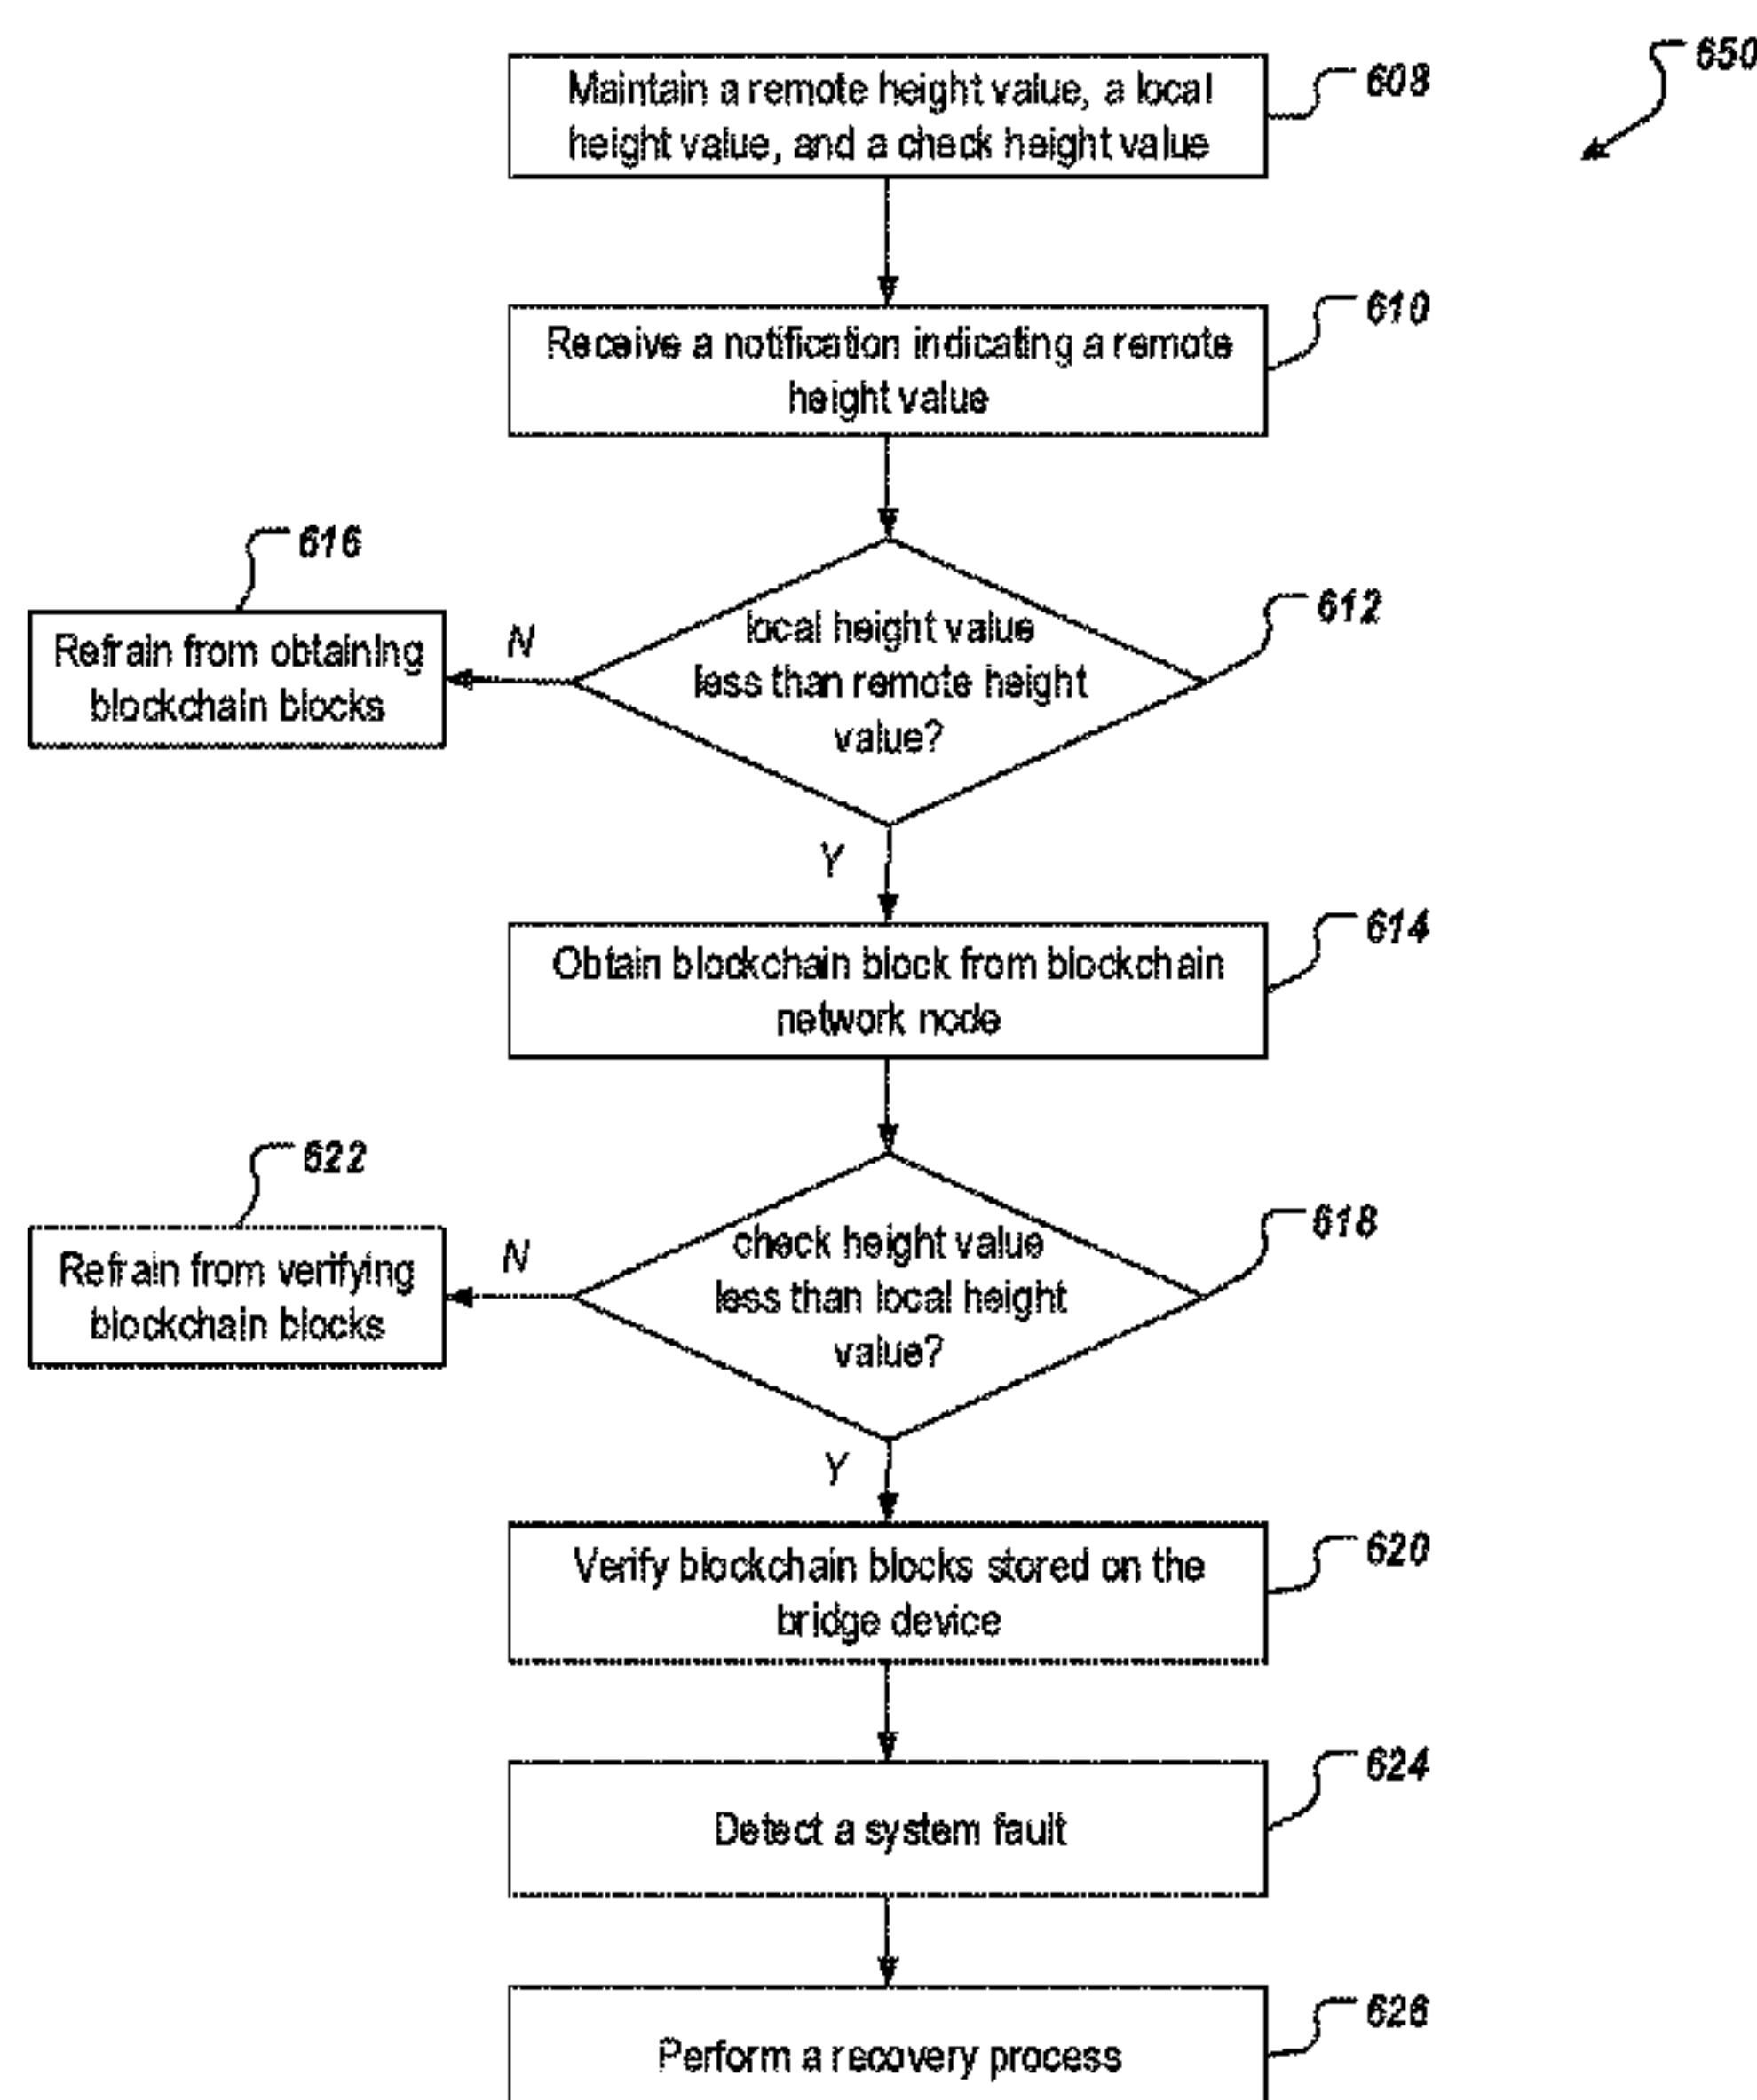 650
Maintain a remote height value, a local
height value, and a check height value
608
Receive a notification indicating a remote
height value
610
616
Refrain from obtaining
blockchain blocks
N
local height value
less than remote height
value?
612
Y
Obtain blockchain block from blockchain
network node
614
622
Refrain from verifying
blockchain blocks
N
check height value
less than local height
value?
618
Y
Verify blockchain blocks stored on the
bridge device
620
Detect a system fault
624
Perform a recovery process
626